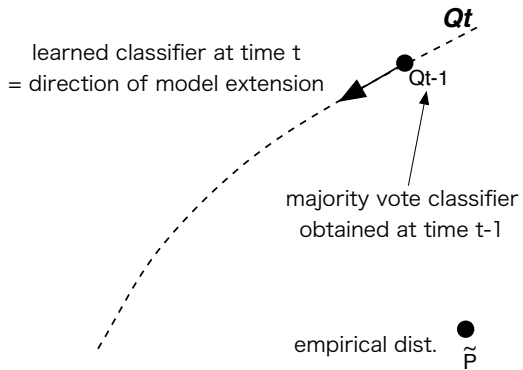 Qt
learned classifier at time t
= direction of model extension
Qt-1
majority vote classifier
obtained at time t-1
empirical dist.
P̃